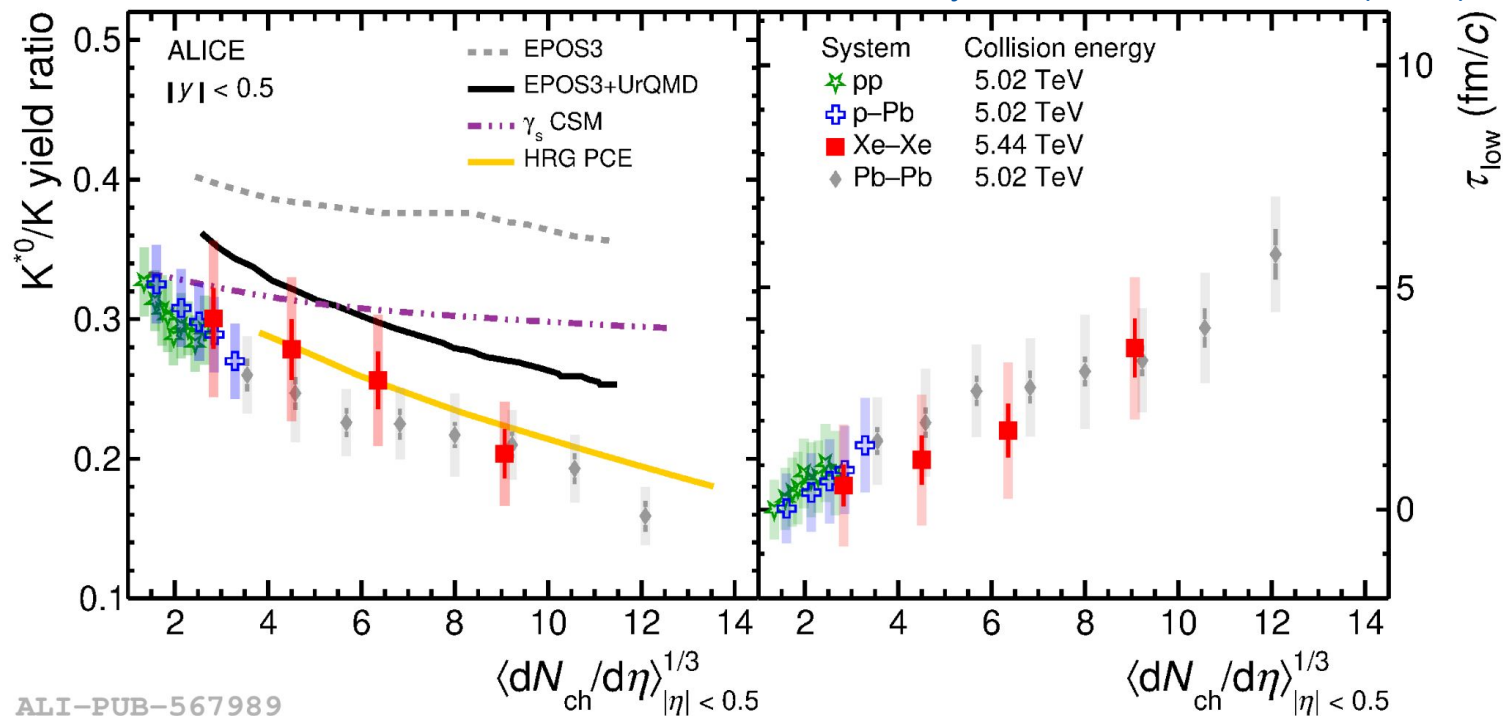 K*0/K yield ratio
0.5
0.4
0.3
0.2
0.1
ALICE
|y| < 0.5
EPOS3
EPOS3+UrQMD
γs CSM
HRG PCE
2 4 6 8 10 12 14
⟨dNch/dη⟩1/3|η| < 0.5
System Collision energy
pp 5.02 TeV
p–Pb 5.02 TeV
Xe–Xe 5.44 TeV
Pb–Pb 5.02 TeV
τlow (fm/c)
10
5
0
2 4 6 8 10 12 14
⟨dNch/dη⟩1/3|η| < 0.5
ALI-PUB-567989